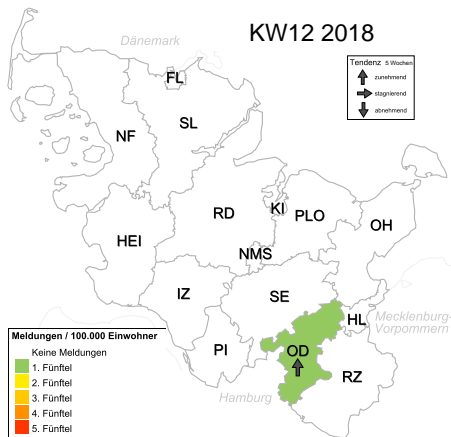 KW12 2018
Dänemark
Tendenz 5 Wochen
zunehmend
stagnierend
abnehmend
FL
SL
NF
RD
KI
PLO
OH
HEI
NMS
IZ
SE
HL
Mecklenburg-
Vorpommern
PI
OD
RZ
Hamburg
Meldungen / 100.000 Einwohner
Keine Meldungen
1. Fünftel
2. Fünftel
3. Fünftel
4. Fünftel
5. Fünftel